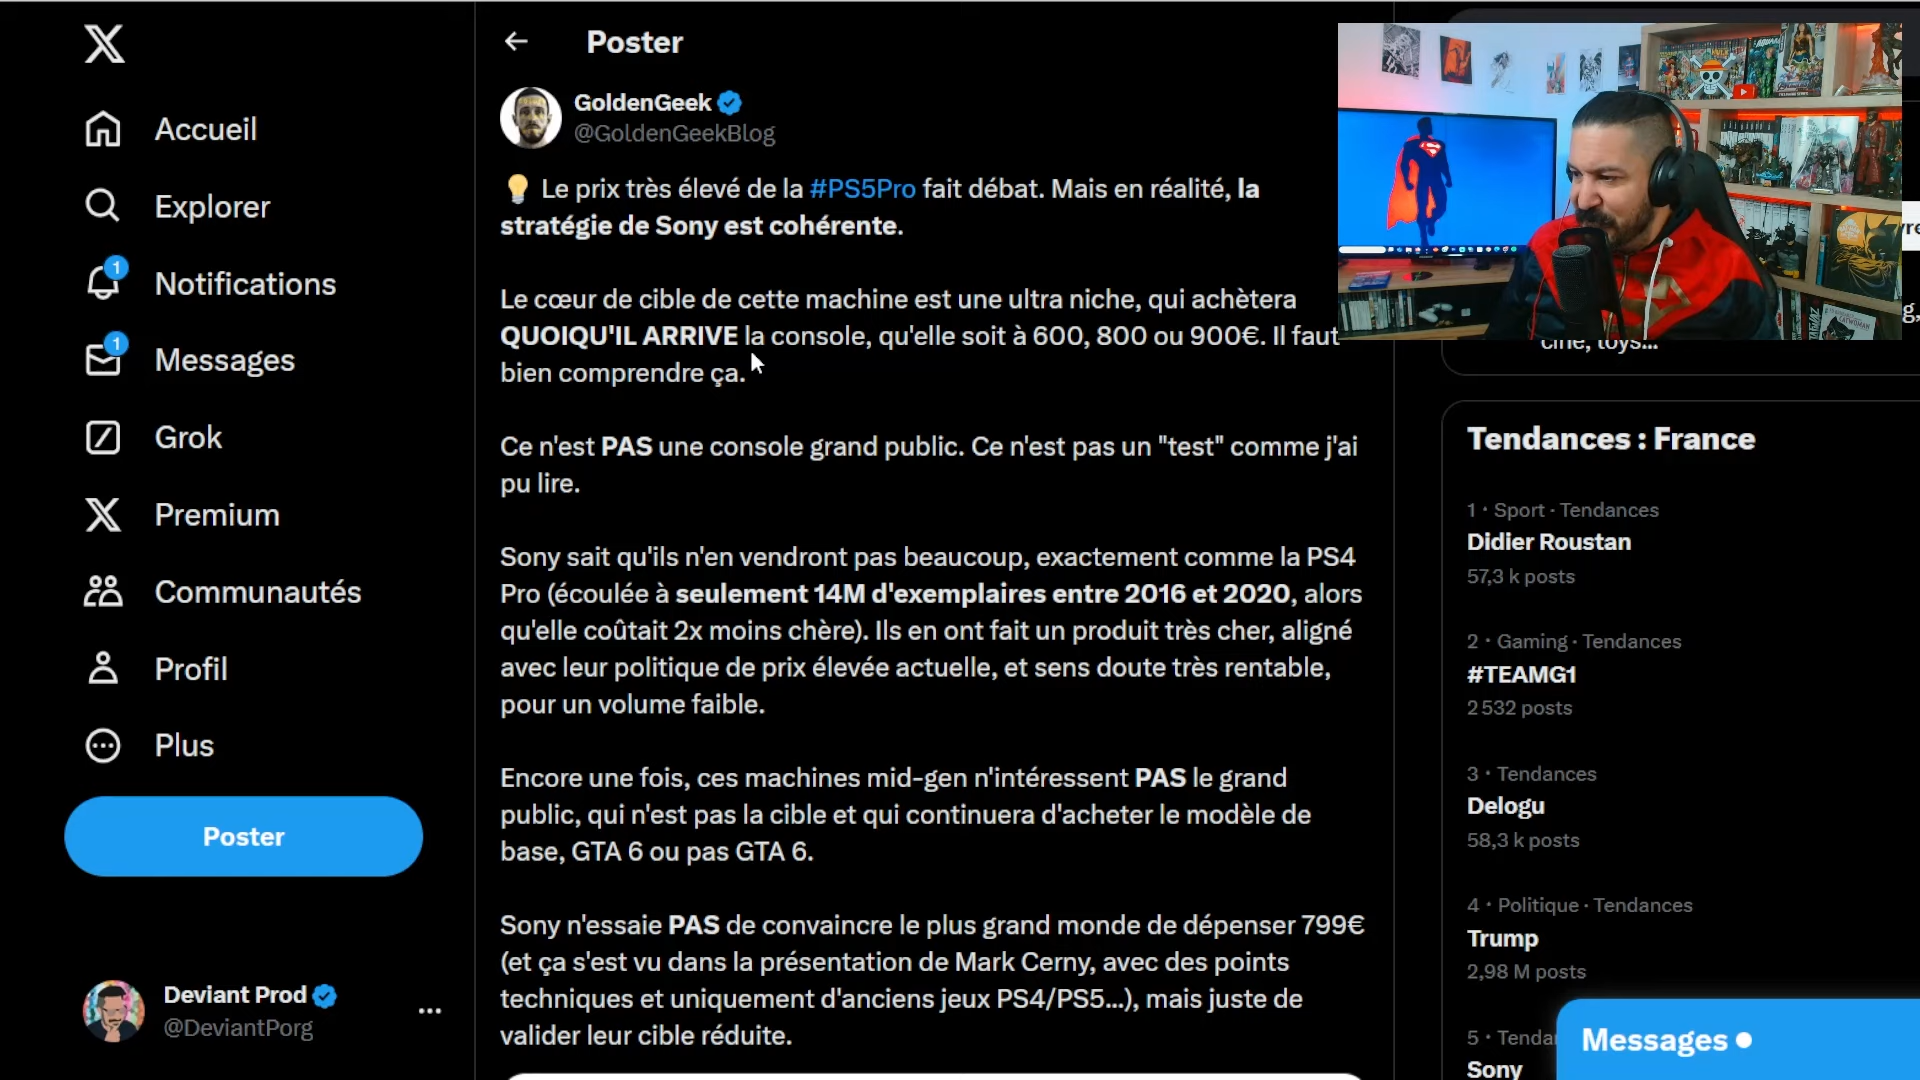 Accueil
Explorer
1
Notifications
1
Messages
Grok
Premium
Communautés
Profil
Plus
Poster
Deviant Prod
@DeviantPorg
Poster
GoldenGeek
@GoldenGeekBlog
💡 Le prix très élevé de la #PS5Pro fait débat. Mais en réalité, la
stratégie de Sony est cohérente.
Le cœur de cible de cette machine est une ultra niche, qui achètera
QUOIQU'IL ARRIVE la console, qu'elle soit à 600, 800 ou 900€. Il faut
bien comprendre ça.
Ce n'est PAS une console grand public. Ce n'est pas un "test" comme j'ai
pu lire.
Sony sait qu'ils n'en vendront pas beaucoup, exactement comme la PS4
Pro (écoulée à seulement 14M d'exemplaires entre 2016 et 2020, alors
qu'elle coûtait 2x moins chère). Ils en ont fait un produit très cher, aligné
avec leur politique de prix élevée actuelle, et sens doute très rentable,
pour un volume faible.
Encore une fois, ces machines mid-gen n'intéressent PAS le grand
public, qui n'est pas la cible et qui continuera d'acheter le modèle de
base, GTA 6 ou pas GTA 6.
Sony n'essaie PAS de convaincre le plus grand monde de dépenser 799€
(et ça s'est vu dans la présentation de Mark Cerny, avec des points
techniques et uniquement d'anciens jeux PS4/PS5...), mais juste de
valider leur cible réduite.
ciné, toys...
Tendances : France
1 · Sport · Tendances
Didier Roustan
57,3 k posts
2 · Gaming · Tendances
#TEAMG1
2 532 posts
3 · Tendances
Delogu
58,3 k posts
4 · Politique · Tendances
Trump
2,98 M posts
5 · Tenda
Sony
Messages